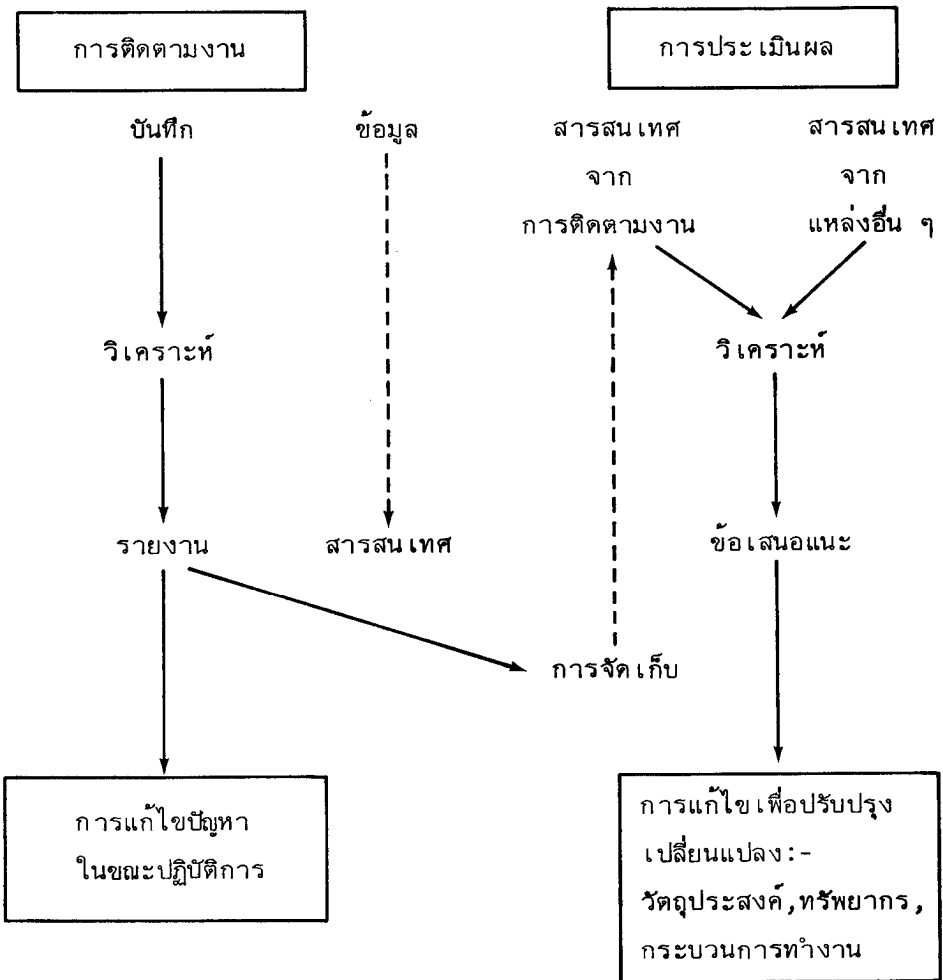 การติดตามงาน
การประเมินผล
บันทึก
ข้อมูล
สารสนเทศ
จาก
การติดตามงาน
สารสนเทศ
จาก
แหล่งอื่น ๆ
วิเคราะห์
วิเคราะห์
รายงาน
สารสนเทศ
ข้อเสนอแนะ
การจัดเก็บ
การแก้ไขปัญหา
ในขณะปฏิบัติการ
การแก้ไขเพื่อปรับปรุง
เปลี่ยนแปลง:-
วัตถุประสงค์,ทรัพยากร,
กระบวนการทำงาน